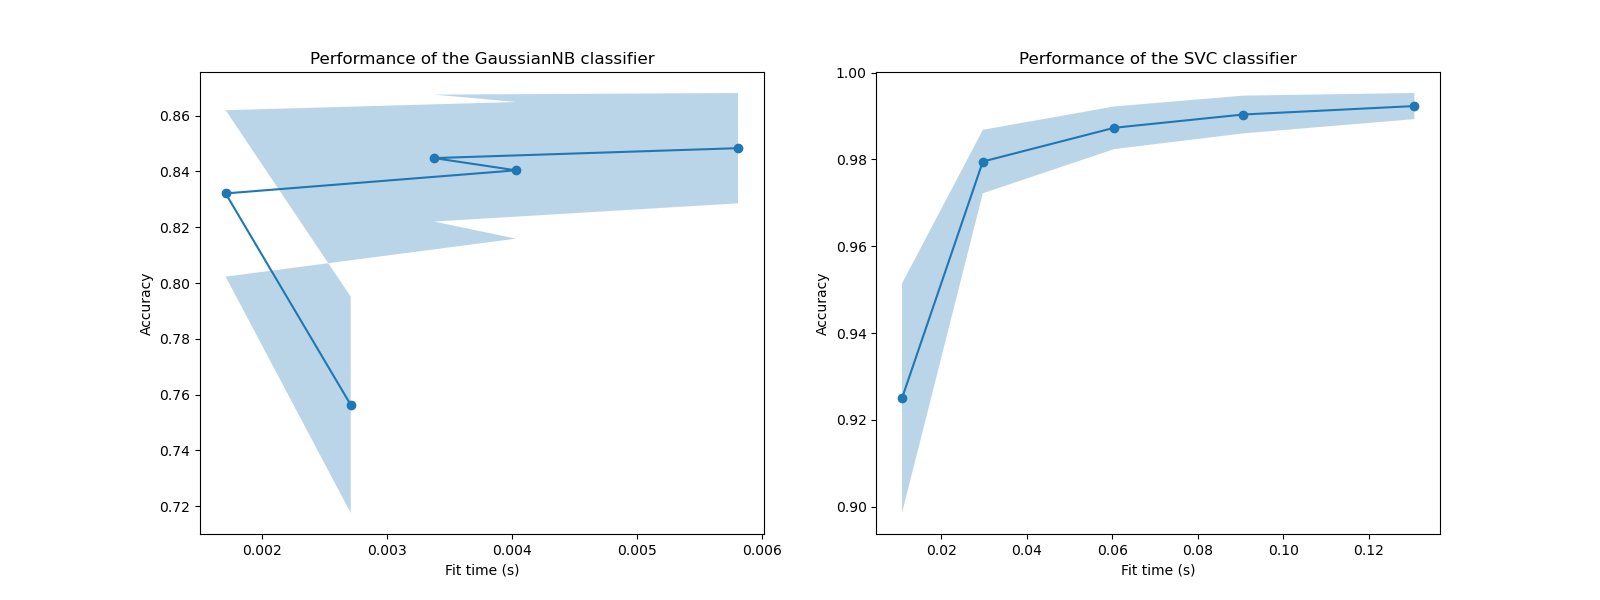 Performance of the GaussianNB classifier
Accuracy
0.86
0.84
0.82
0.80
0.78
0.76
0.74
0.72
0.002 0.003 0.004 0.005 0.006
Fit time (s)
Performance of the SVC classifier
Accuracy
1.00
0.98
0.96
0.94
0.92
0.90
0.02 0.04 0.06 0.08 0.10 0.12
Fit time (s)